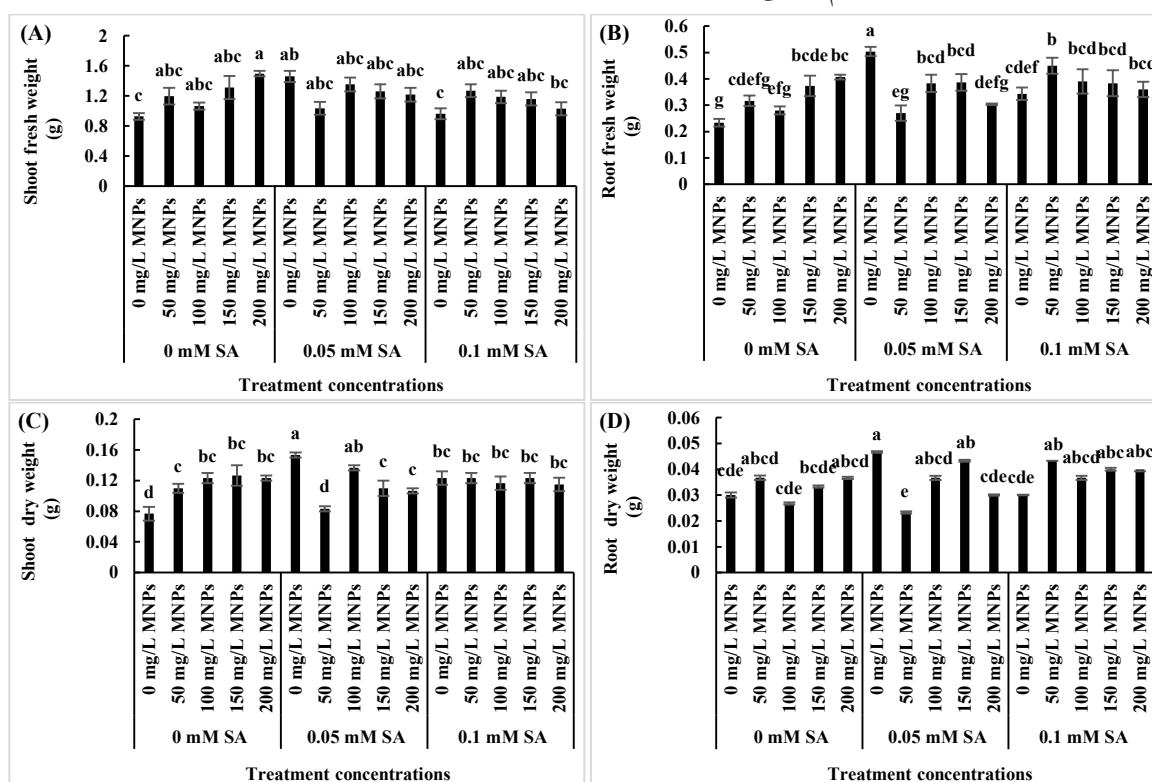 (A)
Shoot fresh weight
(g)
2
1.6
1.2
0.8
0.4
0
c abc abc abc a ab abc abc abc abc c abc abc abc bc
0 mg/L MNPs
50 mg/L MNPs
100 mg/L MNPs
150 mg/L MNPs
200 mg/L MNPs
0 mg/L MNPs
50 mg/L MNPs
100 mg/L MNPs
150 mg/L MNPs
200 mg/L MNPs
0 mg/L MNPs
50 mg/L MNPs
100 mg/L MNPs
150 mg/L MNPs
200 mg/L MNPs
0 mM SA 0.05 mM SA 0.1 mM SA
Treatment concentrations
(B)
Root fresh weight
(g)
0.6
0.5
0.4
0.3
0.2
0.1
0
g cdefg efg bcde bc a eg bcd bcd defg cdef b bcd bcd bcd
0 mg/L MNPs
50 mg/L MNPs
100 mg/L MNPs
150 mg/L MNPs
200 mg/L MNPs
0 mg/L MNPs
50 mg/L MNPs
100 mg/L MNPs
150 mg/L MNPs
200 mg/L MNPs
0 mg/L MNPs
50 mg/L MNPs
100 mg/L MNPs
150 mg/L MNPs
200 mg/L MNPs
0 mM SA 0.05 mM SA 0.1 mM SA
Treatment concentrations
(C)
Shoot dry weight
(g)
0.2
0.16
0.12
0.08
0.04
0
d c bc bc bc a d ab c c bc bc bc bc bc
0 mg/L MNPs
50 mg/L MNPs
100 mg/L MNPs
150 mg/L MNPs
200 mg/L MNPs
0 mg/L MNPs
50 mg/L MNPs
100 mg/L MNPs
150 mg/L MNPs
200 mg/L MNPs
0 mg/L MNPs
50 mg/L MNPs
100 mg/L MNPs
150 mg/L MNPs
200 mg/L MNPs
0 mM SA 0.05 mM SA 0.1 mM SA
Treatment concentrations
(D)
Root dry weight
(g)
0.06
0.05
0.04
0.03
0.02
0.01
0
cde abcd cde bcde abcd a e abcd ab cde cde ab abcd abc abc
0 mg/L MNPs
50 mg/L MNPs
100 mg/L MNPs
150 mg/L MNPs
200 mg/L MNPs
0 mg/L MNPs
50 mg/L MNPs
100 mg/L MNPs
150 mg/L MNPs
200 mg/L MNPs
0 mg/L MNPs
50 mg/L MNPs
100 mg/L MNPs
150 mg/L MNPs
200 mg/L MNPs
0 mM SA 0.05 mM SA 0.1 mM SA
Treatment concentrations